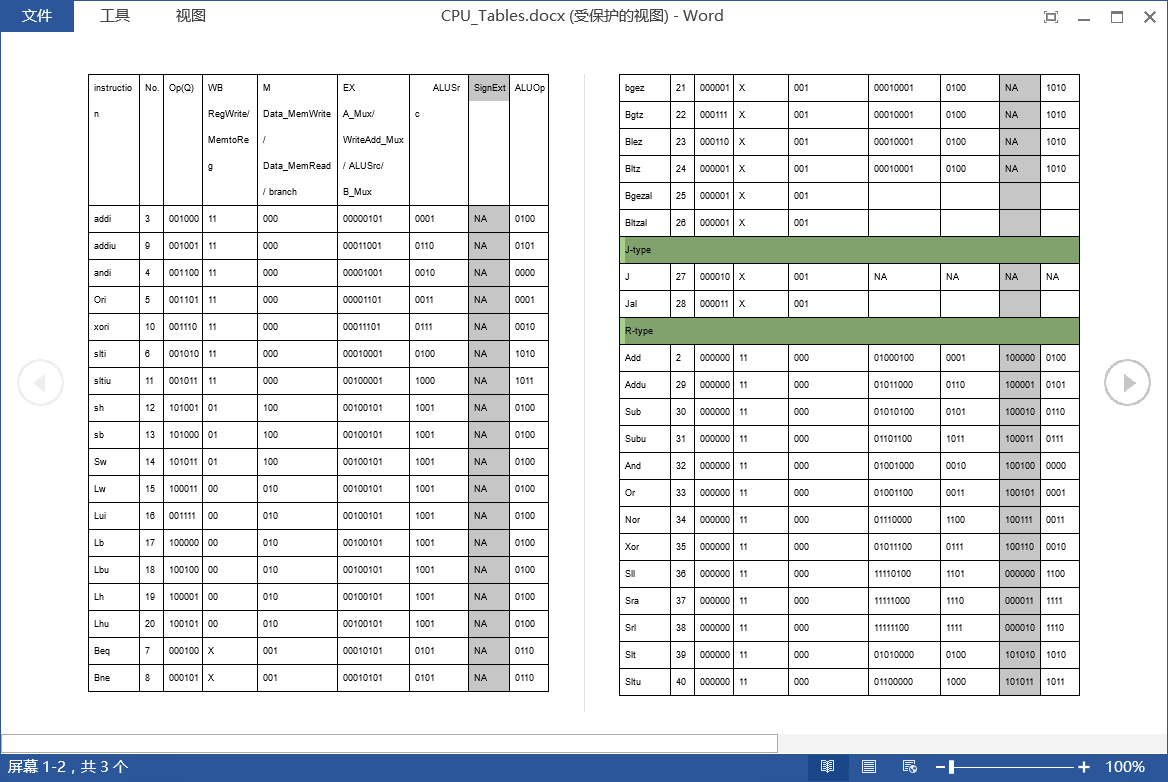 文件 工具 视图 CPU_Tables.docx (受保护的视图) - Word
instructio No. Op(Q) WB M EX ALUSr SignExt ALUOp
n RegWrite/ Data_MemWrite A_Mux/ c
MemtoRe / WriteAdd_Mux
g Data_MemRead / ALUSrc/
/ branch B_Mux
addi 3 001000 11 000 00000101 0001 NA 0100
addiu 9 001001 11 000 00011001 0110 NA 0101
andi 4 001100 11 000 00001001 0010 NA 0000
Ori 5 001101 11 000 00001101 0011 NA 0001
xori 10 001110 11 000 00011101 0111 NA 0010
slti 6 001010 11 000 00010001 0100 NA 1010
sltiu 11 001011 11 000 00100001 1000 NA 1011
sh 12 101001 01 100 00100101 1001 NA 0100
sb 13 101000 01 100 00100101 1001 NA 0100
Sw 14 101011 01 100 00100101 1001 NA 0100
Lw 15 100011 00 010 00100101 1001 NA 0100
Lui 16 001111 00 010 00100101 1001 NA 0100
Lb 17 100000 00 010 00100101 1001 NA 0100
Lbu 18 100100 00 010 00100101 1001 NA 0100
Lh 19 100001 00 010 00100101 1001 NA 0100
Lhu 20 100101 00 010 00100101 1001 NA 0100
Beq 7 000100 X 001 00010101 0101 NA 0110
Bne 8 000101 X 001 00010101 0101 NA 0110
bgez 21 000001 X 001 00010001 0100 NA 1010
Bgtz 22 000111 X 001 00010001 0100 NA 1010
Blez 23 000110 X 001 00010001 0100 NA 1010
Bltz 24 000001 X 001 00010001 0100 NA 1010
Bgezal 25 000001 X 001
Bltzal 26 000001 X 001
J-type
J 27 000010 X 001 NA NA NA NA
Jal 28 000011 X 001
R-type
Add 2 000000 11 000 01000100 0001 100000 0100
Addu 29 000000 11 000 01011000 0110 100001 0101
Sub 30 000000 11 000 01010100 0101 100010 0110
Subu 31 000000 11 000 01101100 1011 100011 0111
And 32 000000 11 000 01001000 0010 100100 0000
Or 33 000000 11 000 01001100 0011 100101 0001
Nor 34 000000 11 000 01110000 1100 100111 0011
Xor 35 000000 11 000 01011100 0111 100110 0010
Sll 36 000000 11 000 11110100 1101 000000 1100
Sra 37 000000 11 000 11111000 1110 000011 1111
Srl 38 000000 11 000 11111100 1111 000010 1110
Slt 39 000000 11 000 01010000 0100 101010 1010
Sltu 40 000000 11 000 01100000 1000 101011 1011
屏幕 1-2，共 3 个 100%